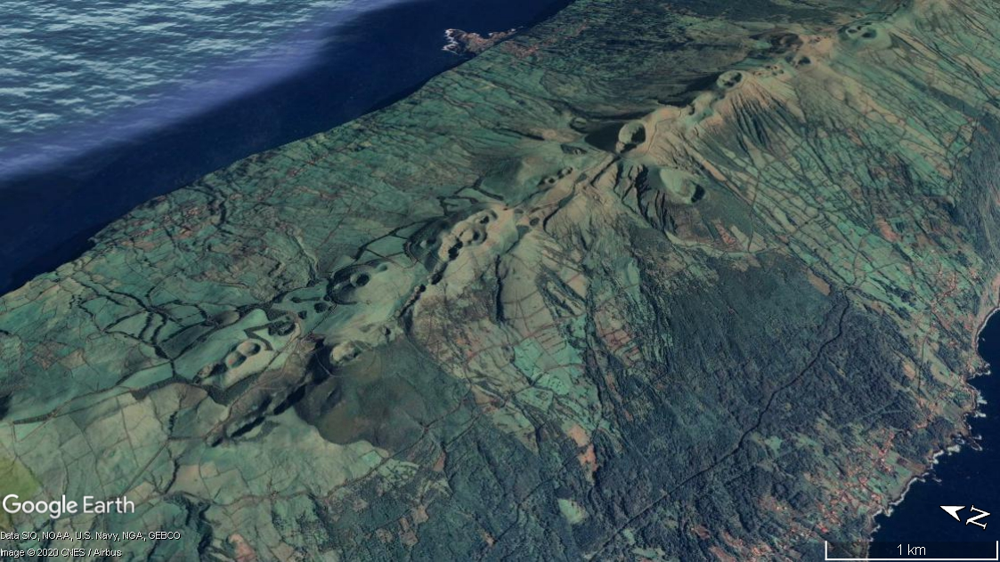 Google Earth
Data SIO, NOAA, U.S. Navy, NGA, GEBCO
Image © 2020 CNES / Airbus
N
1 km